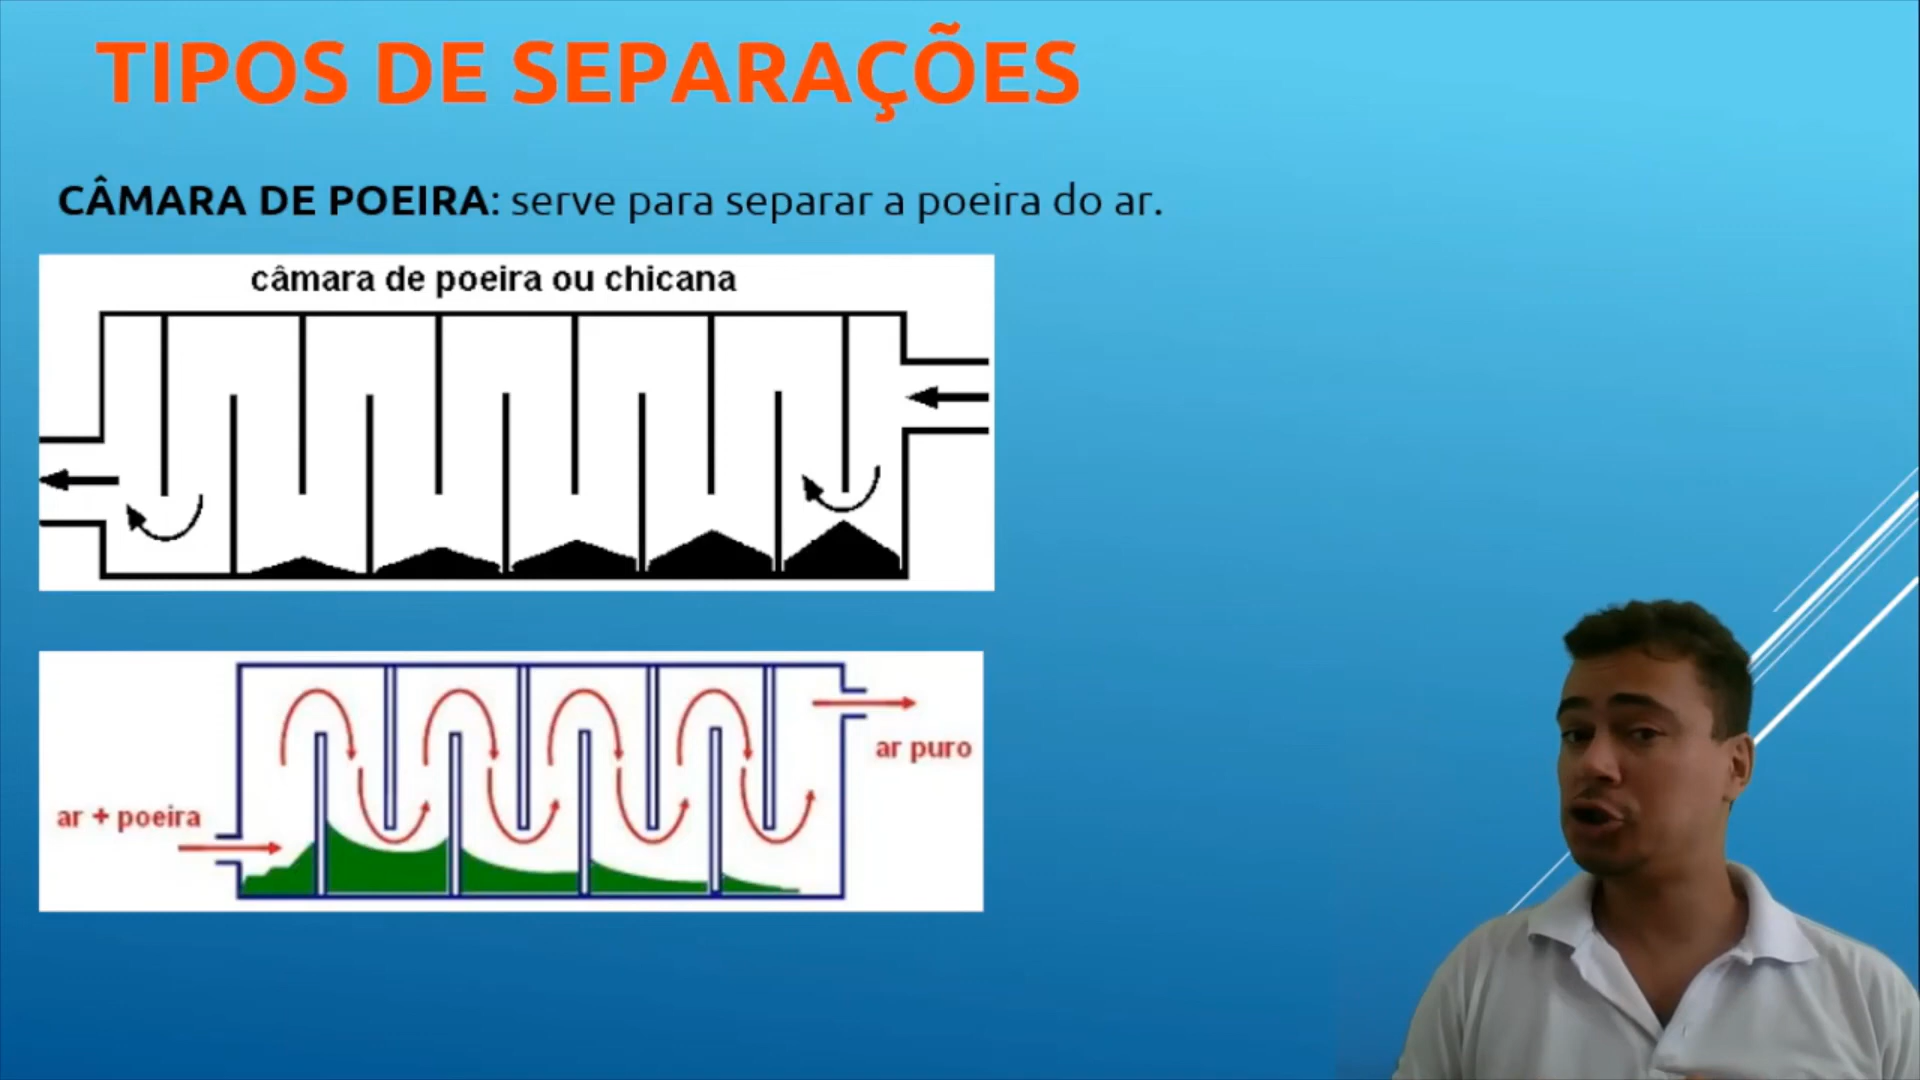 TIPOS DE SEPARAÇÕES
CÂMARA DE POEIRA: serve para separar a poeira do ar.
câmara de poeira ou chicana
ar puro
ar + poeira